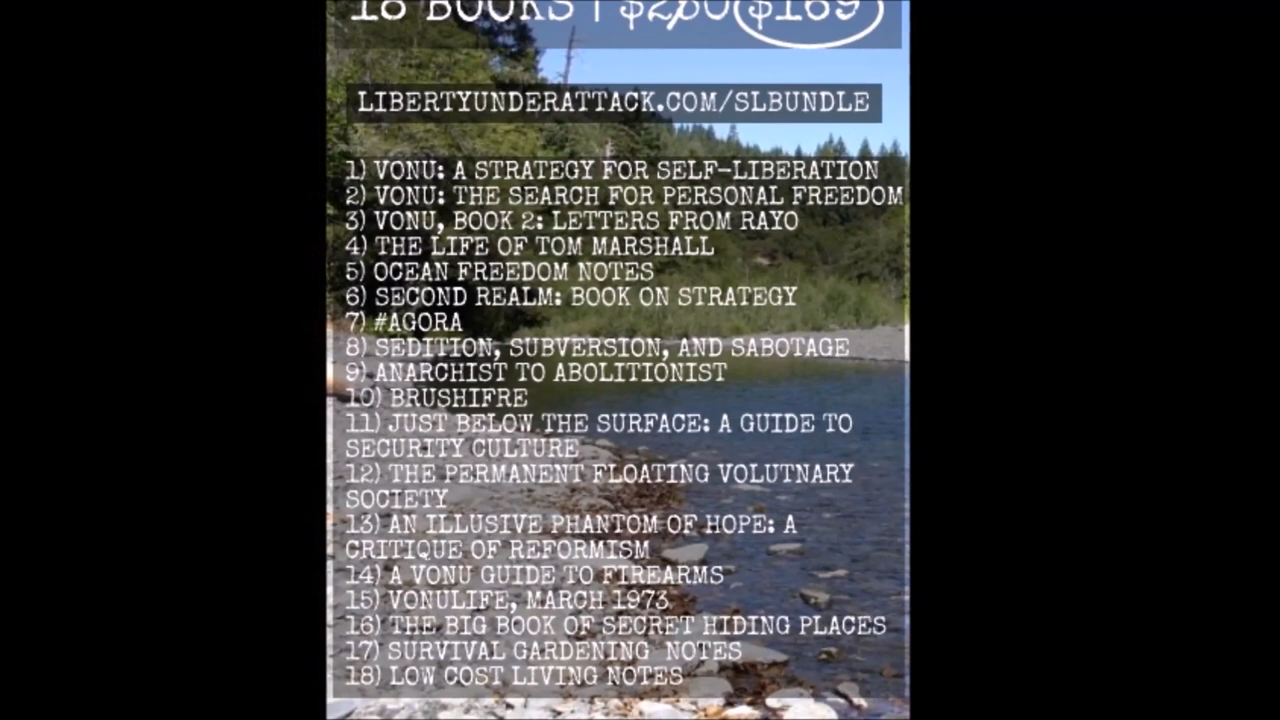 18 BOOKS | $250 $169
LIBERTYUNDERATTACK.COM/SLBUNDLE
1) VONU: A STRATEGY FOR SELF-LIBERATION
2) VONU: THE SEARCH FOR PERSONAL FREEDOM
3) VONU, BOOK 2: LETTERS FROM RAYO
4) THE LIFE OF TOM MARSHALL
5) OCEAN FREEDOM NOTES
6) SECOND REALM: BOOK ON STRATEGY
7) #AGORA
8) SEDITION, SUBVERSION, AND SABOTAGE
9) ANARCHIST TO ABOLITIONIST
10) BRUSHIFRE
11) JUST BELOW THE SURFACE: A GUIDE TO
SECURITY CULTURE
12) THE PERMANENT FLOATING VOLUTNARY
SOCIETY
13) AN ILLUSIVE PHANTOM OF HOPE: A
CRITIQUE OF REFORMISM
14) A VONU GUIDE TO FIREARMS
15) VONULIFE, MARCH 1973
16) THE BIG BOOK OF SECRET HIDING PLACES
17) SURVIVAL GARDENING NOTES
18) LOW COST LIVING NOTES